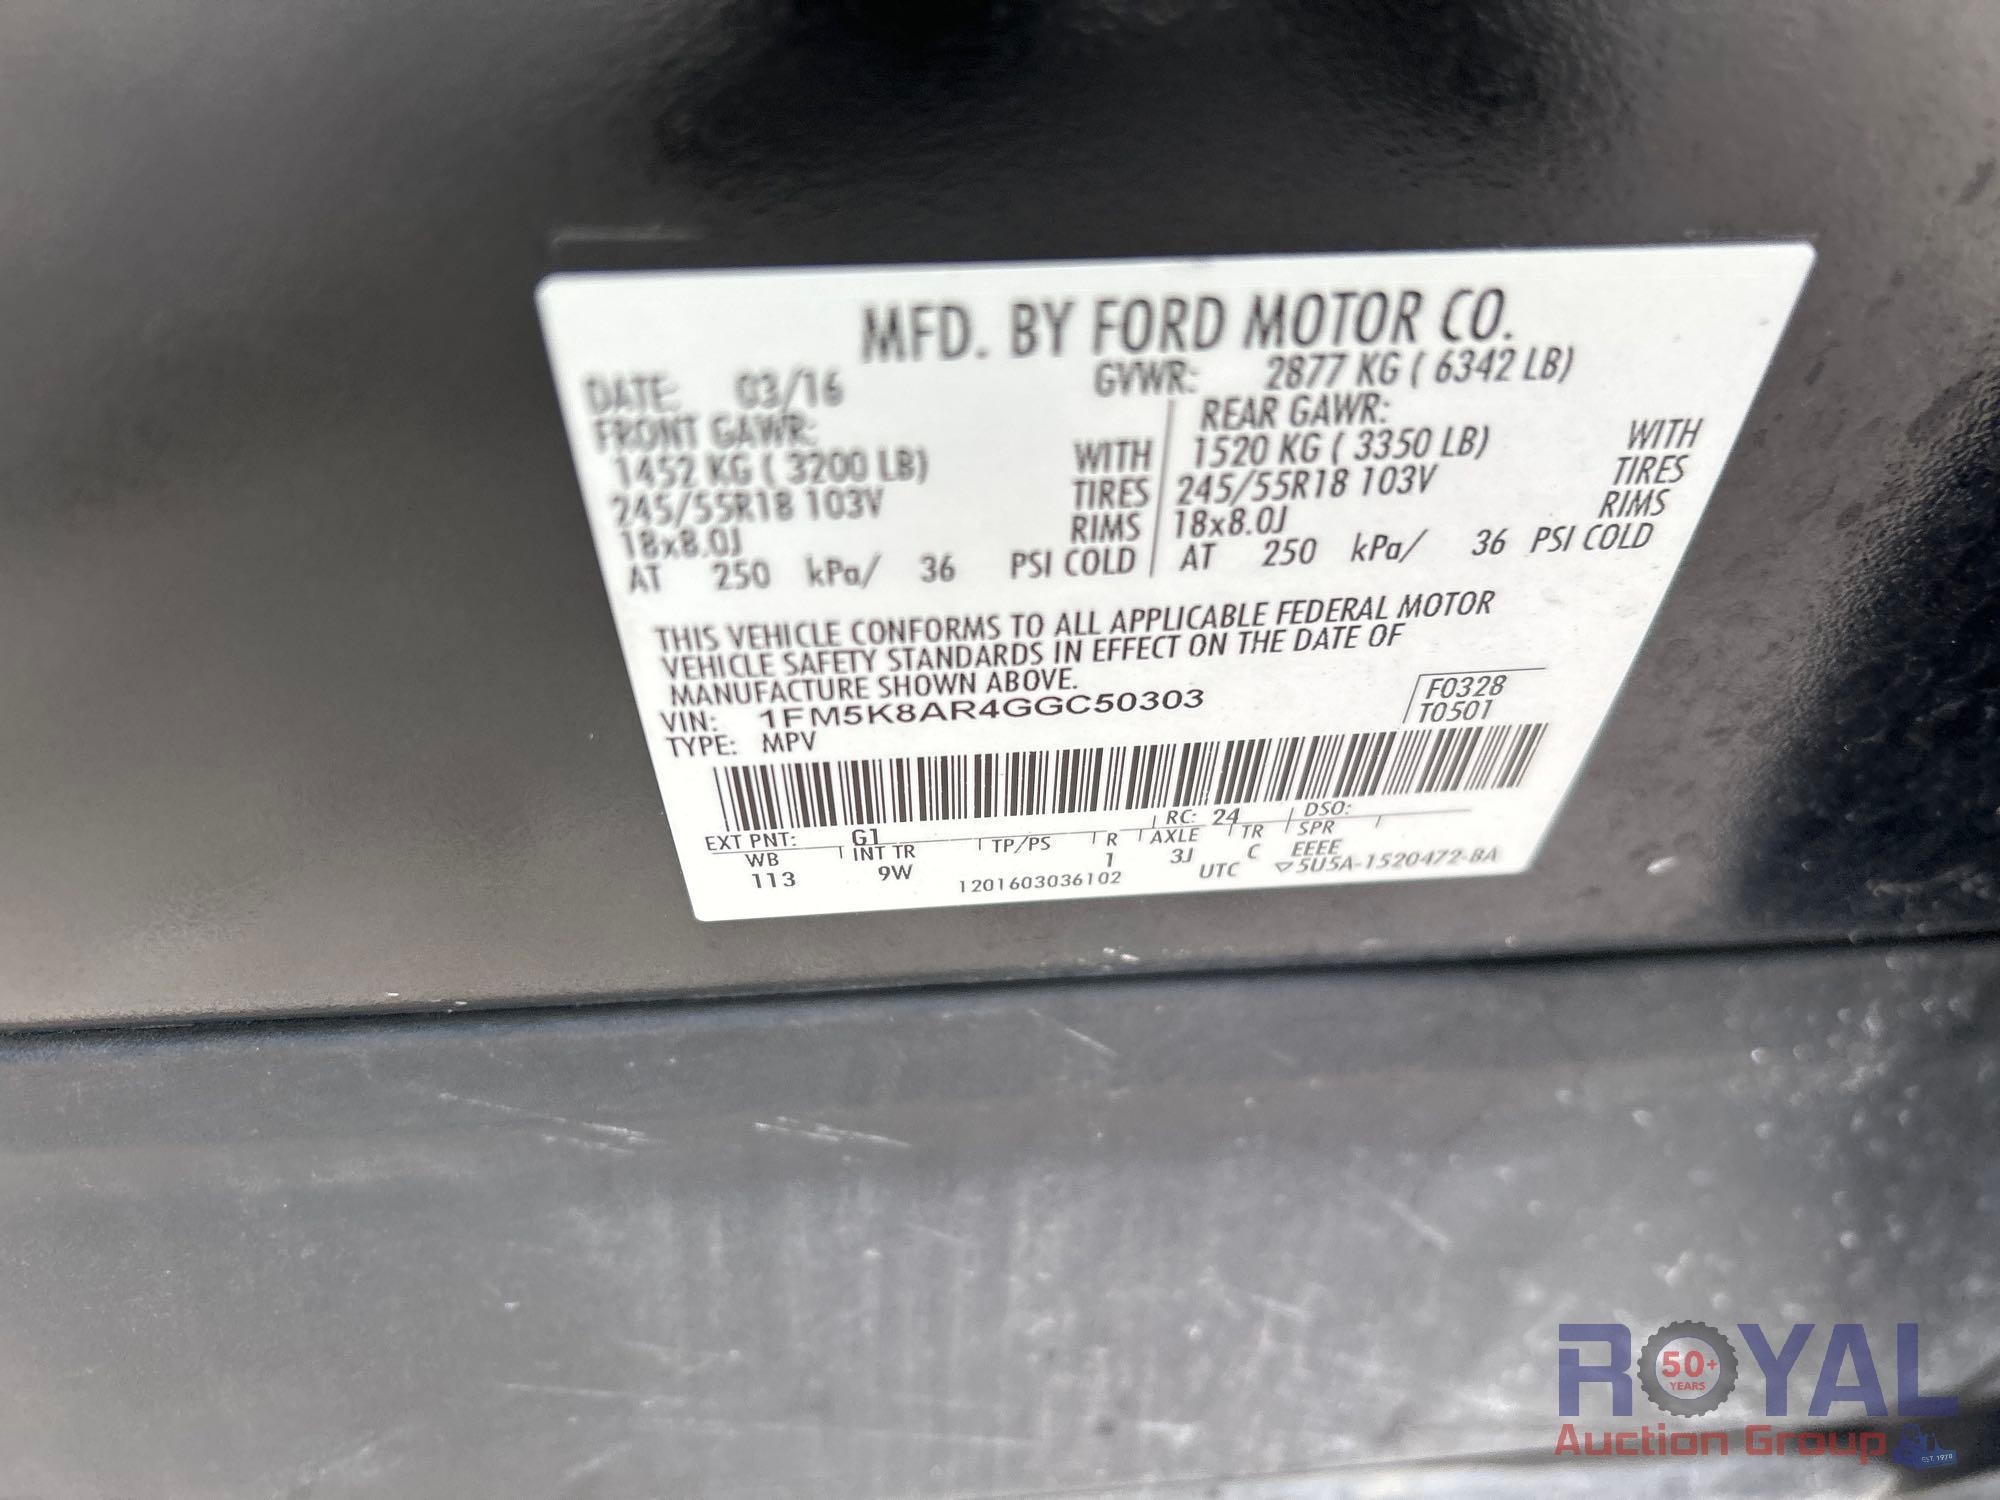 MFD. BY FORD MOTOR CO.
DATE: 03/16 GVWR: 2877 KG ( 6342 LB)
FRONT GAWR: REAR GAWR:
1452 KG ( 3200 LB) WITH 1520 KG ( 3350 LB) WITH
245/55R18 103V TIRES 245/55R18 103V TIRES
18x8.0J RIMS 18x8.0J RIMS
AT 250 kPa/ 36 PSI COLD AT 250 kPa/ 36 PSI COLD
THIS VEHICLE CONFORMS TO ALL APPLICABLE FEDERAL MOTOR
VEHICLE SAFETY STANDARDS IN EFFECT ON THE DATE OF
MANUFACTURE SHOWN ABOVE.
VIN: 1FM5K8AR4GGC50303 F0328
TYPE: MPV T0501
EXT PNT: G1 RC: 24 DSO:
WB INT TR TP/PS R AXLE TR SPR
113 9W 1 3J C EEEE
1201603036102 UTC ▽5U5A-1520472-BA
ROYAL
50+
YEARS
Auction Group
EST. 1970